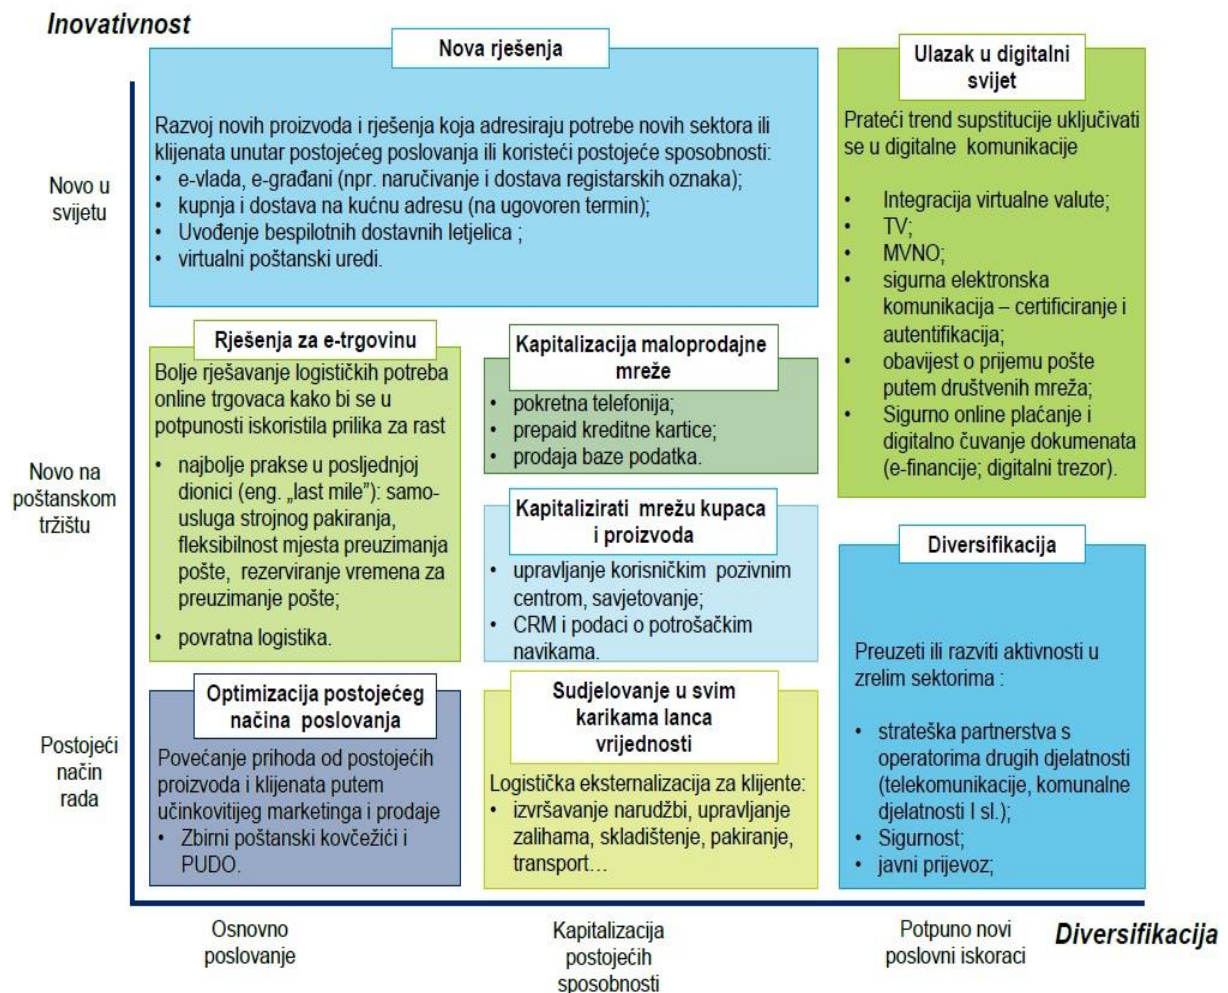 Inovativnost
Nova rješenja
Razvoj novih proizvoda i rješenja koja adresiraju potrebe novih sektora ili
klijenata unutar postojećeg poslovanja ili koristeći postojeće sposobnosti:
• e-vlada, e-građani (npr. naručivanje i dostava registarskih oznaka);
• kupnja i dostava na kućnu adresu (na ugovoren termin);
• Uvođenje bespilotnih dostavnih letjelica ;
• virtualni poštanski uredi.
Ulazak u digitalni
svijet
Prateći trend supstitucije uključivati
se u digitalne komunikacije
• Integracija virtualne valute;
• TV;
• MVNO;
• sigurna elektronska
komunikacija – certificiranje i
autentifikacija;
• obavijest o prijemu pošte
putem društvenih mreža;
• Sigurno online plaćanje i
digitalno čuvanje dokumenata
(e-financije; digitalni trezor).
Novo u
svijetu
Rješenja za e-trgovinu
Bolje rješavanje logističkih potreba
online trgovaca kako bi se u
potpunosti iskoristila prilika za rast
• najbolje prakse u posljednjoj
dionici (eng. „last mile”): samo-
usluga strojnog pakiranja,
fleksibilnost mjesta preuzimanja
pošte, rezerviranje vremena za
preuzimanje pošte;
• povratna logistika.
Kapitalizacija maloprodajne
mreže
• pokretna telefonija;
• prepaid kreditne kartice;
• prodaja baze podatka.
Novo na
poštanskom
tržištu
Kapitalizirati mrežu kupaca
i proizvoda
• upravljanje korisničkim pozivnim
centrom, savjetovanje;
• CRM i podaci o potrošačkim
navikama.
Diversifikacija
Preuzeti ili razviti aktivnosti u
zrelim sektorima :
• strateška partnerstva s
operatorima drugih djelatnosti
(telekomunikacije, komunalne
djelatnosti I sl.);
• Sigurnost;
• javni prijevoz;
Postojeći
način
rada
Optimizacija postojećeg
načina poslovanja
Povećanje prihoda od postojećih
proizvoda i klijenata putem
učinkovitijeg marketinga i prodaje
• Zbirni poštanski kovčežići i
PUDO.
Sudjelovanje u svim
karikama lanca
vrijednosti
Logistička eksternalizacija za klijente:
• izvršavanje narudžbi, upravljanje
zalihama, skladištenje, pakiranje,
transport…
Osnovno
poslovanje
Kapitalizacija
postojećih
sposobnosti
Potpuno novi
poslovni iskoraci
Diversifikacija